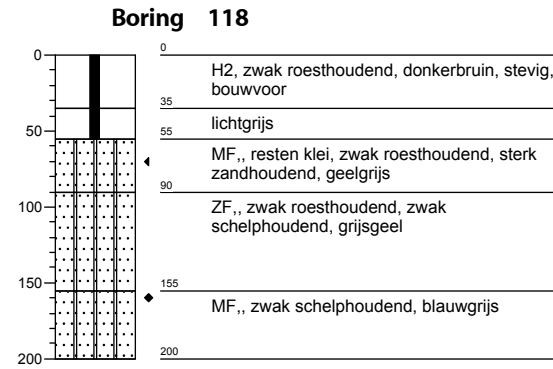 Boring 118
0
0
H2, zwak roesthoudend, donkerbruin, stevig,
bouwvoor
35
lichtgrijs
50
55
MF,, resten klei, zwak roesthoudend, sterk
zandhoudend, geelgrijs
90
100
ZF,, zwak roesthoudend, zwak
schelphoudend, grijsgeel
150
155
MF,, zwak schelphoudend, blauwgrijs
200
200